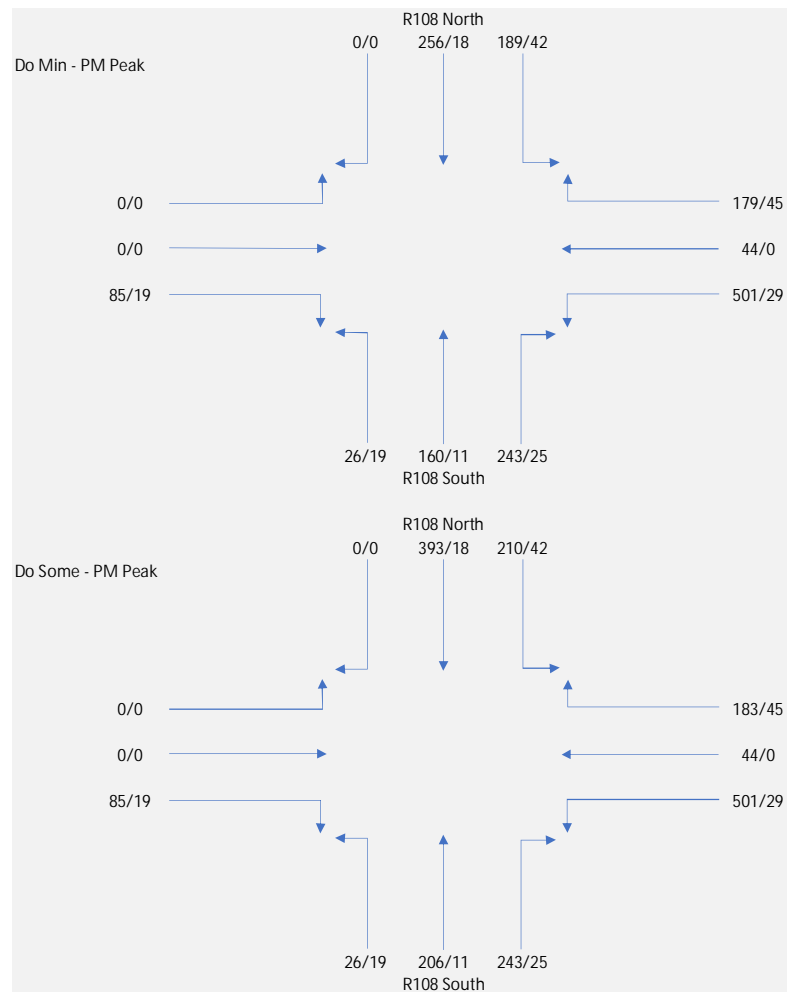 R108 North
0/0 256/18 189/42
Do Min - PM Peak
0/0 179/45
0/0 44/0
85/19 501/29
26/19 160/11 243/25
R108 South
R108 North
0/0 393/18 210/42
Do Some - PM Peak
0/0 183/45
0/0 44/0
85/19 501/29
26/19 206/11 243/25
R108 South